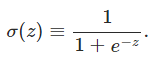 σ(z) ≡ 1 / (1 + e^{−z}).